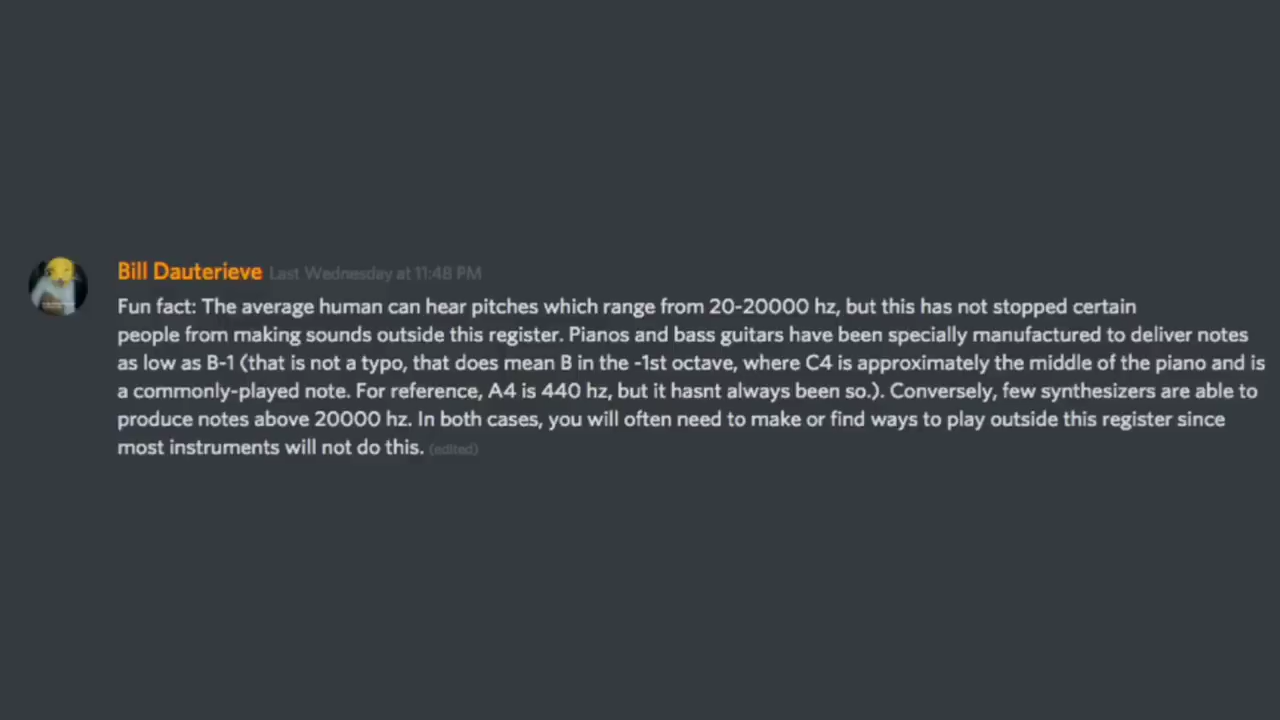 Bill Dauterieve Last Wednesday at 11:48 PM
Fun fact: The average human can hear pitches which range from 20-20000 hz, but this has not stopped certain
people from making sounds outside this register. Pianos and bass guitars have been specially manufactured to deliver notes
as low as B-1 (that is not a typo, that does mean B in the -1st octave, where C4 is approximately the middle of the piano and is
a commonly-played note. For reference, A4 is 440 hz, but it hasnt always been so.). Conversely, few synthesizers are able to
produce notes above 20000 hz. In both cases, you will often need to make or find ways to play outside this register since
most instruments will not do this. (edited)